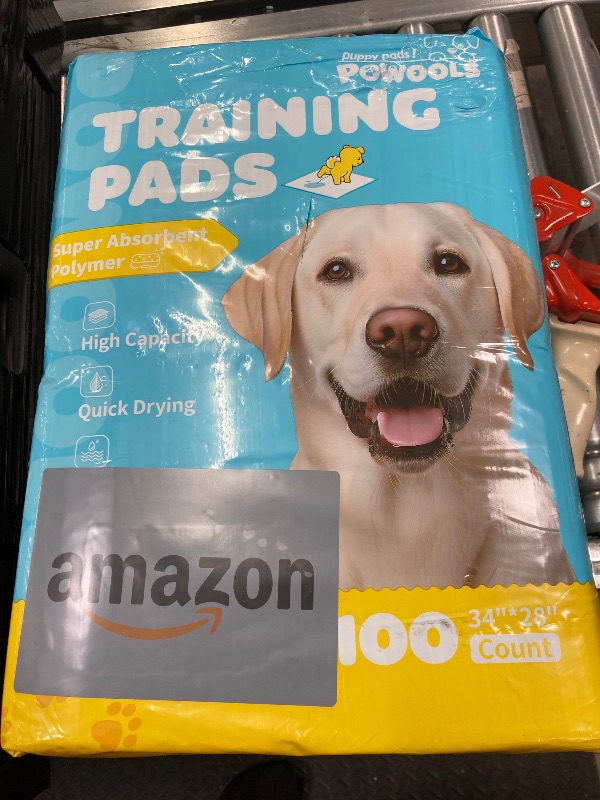 puppy pads!
POWOOLS
TRAINING
PADS
Super Absorbent
Polymer
High Capacity
Quick Drying
amazon
100
34"*28"
Count